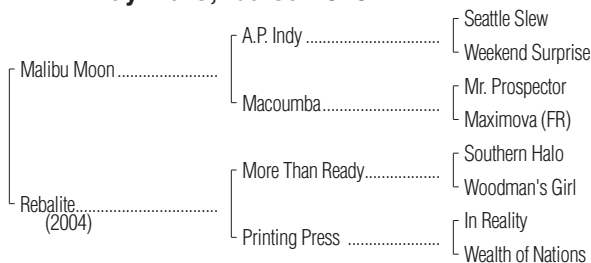 A.P. Indy
Seattle Slew
Weekend Surprise
Malibu Moon
Macoumba
Mr. Prospector
Maximova (FR)
More Than Ready
Southern Halo
Woodman's Girl
Rebalite
(2004)
Printing Press
In Reality
Wealth of Nations